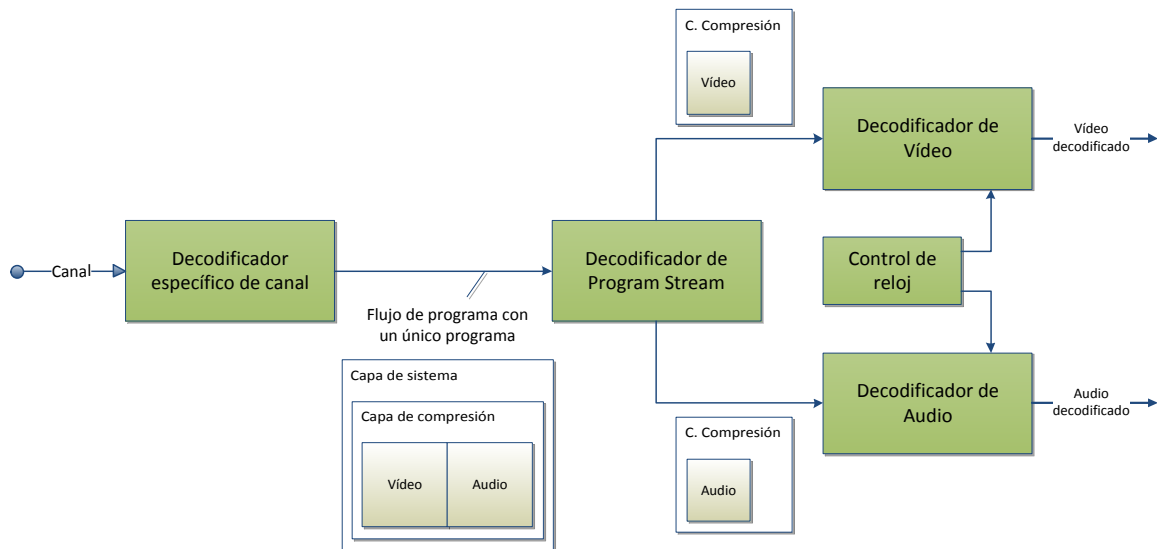 C. Compresión
Vídeo
Decodificador de
Vídeo
Vídeo
decodificado
Canal
Decodificador
específico de canal
Decodificador de
Program Stream
Control de
reloj
Flujo de programa con
un único programa
Capa de sistema
Capa de compresión
Vídeo
Audio
C. Compresión
Audio
Decodificador de
Audio
Audio
decodificado